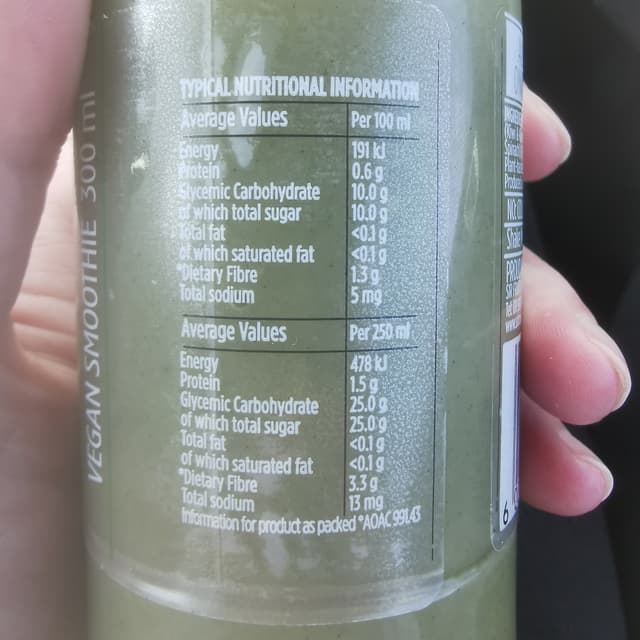 TYPICAL NUTRITIONAL INFORMATION
Average Values Per 100 ml
Energy 191 kJ
Protein 0.6 g
Glycemic Carbohydrate 10.0 g
of which total sugar 10.0 g
Total fat <0.1 g
of which saturated fat <0.1 g
*Dietary Fibre 1.3 g
Total sodium 5 mg
Average Values Per 250 ml
Energy 478 kJ
Protein 1.5 g
Glycemic Carbohydrate 25.0 g
of which total sugar 25.0 g
Total fat <0.1 g
of which saturated fat <0.1 g
*Dietary Fibre 3.3 g
Total sodium 13 mg
Information for product as packed *AOAC 991.43
VEGAN SMOOTHIE 300 ml
6